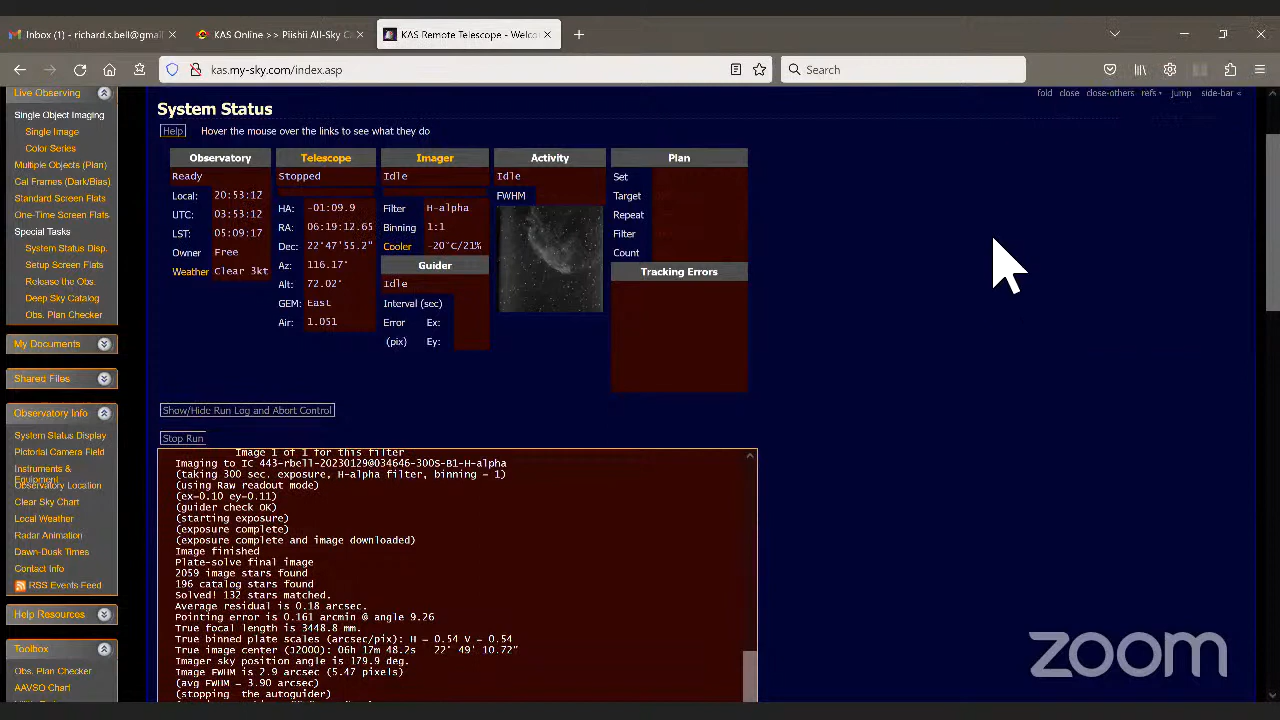 Inbox (1) - richard.s.bell@gmail
KAS Online >> Piishii All-Sky Ca
KAS Remote Telescope - Welco
kas.my-sky.com/index.asp
Search
fold close close-others refs jump side-bar «
Live Observing
Single Object Imaging
Single Image
Color Series
Multiple Objects (Plan)
Cal Frames (Dark/Bias)
Standard Screen Flats
One-Time Screen Flats
Special Tasks
System Status Disp.
Setup Screen Flats
Release the Obs.
Deep Sky Catalog
Obs. Plan Checker
My Documents
Shared Files
Observatory Info
System Status Display
Pictorial Camera Field
Instruments &
Equipment
Observatory Location
Clear Sky Chart
Local Weather
Radar Animation
Dawn-Dusk Times
Contact Info
RSS Events Feed
Help Resources
Toolbox
Obs. Plan Checker
AAVSO Chart
System Status
Help Hover the mouse over the links to see what they do
Observatory Telescope Imager Activity Plan
Ready
Local: 20:53:12
UTC: 03:53:12
LST: 05:09:17
Owner Free
Weather Clear 3kt
Stopped
HA: -01:09.9
RA: 06:19:12.65
Dec: 22°47'55.2"
Az: 116.17°
Alt: 72.02°
GEM: East
Air: 1.051
Idle
Filter H-alpha
Binning 1:1
Cooler -20°C/21%
Guider
Idle
Interval (sec)
Error Ex:
(pix) Ey:
Idle
FWHM
Set
Target
Repeat
Filter
Count
Tracking Errors
Show/Hide Run Log and Abort Control
Stop Run
Image 1 of 1 for this filter
Imaging to IC 443-rbell-20230129@034646-300S-B1-H-alpha
(taking 300 sec. exposure, H-alpha filter, binning = 1)
(using Raw readout mode)
(ex=0.10 ey=0.11)
(guider check OK)
(starting exposure)
(exposure complete)
(exposure complete and image downloaded)
Image finished
Plate-solve final image
2059 image stars found
196 catalog stars found
Solved! 132 stars matched.
Average residual is 0.18 arcsec.
Pointing error is 0.161 arcmin @ angle 9.26
True focal length is 3448.8 mm.
True binned plate scales (arcsec/pix): H = 0.54 V = 0.54
True image center (J2000): 06h 17m 48.2s 22° 49' 10.72"
Imager sky position angle is 179.9 deg.
Image FWHM is 2.9 arcsec (5.47 pixels)
(avg FWHM = 3.90 arcsec)
(stopping the autoguider)
zoom